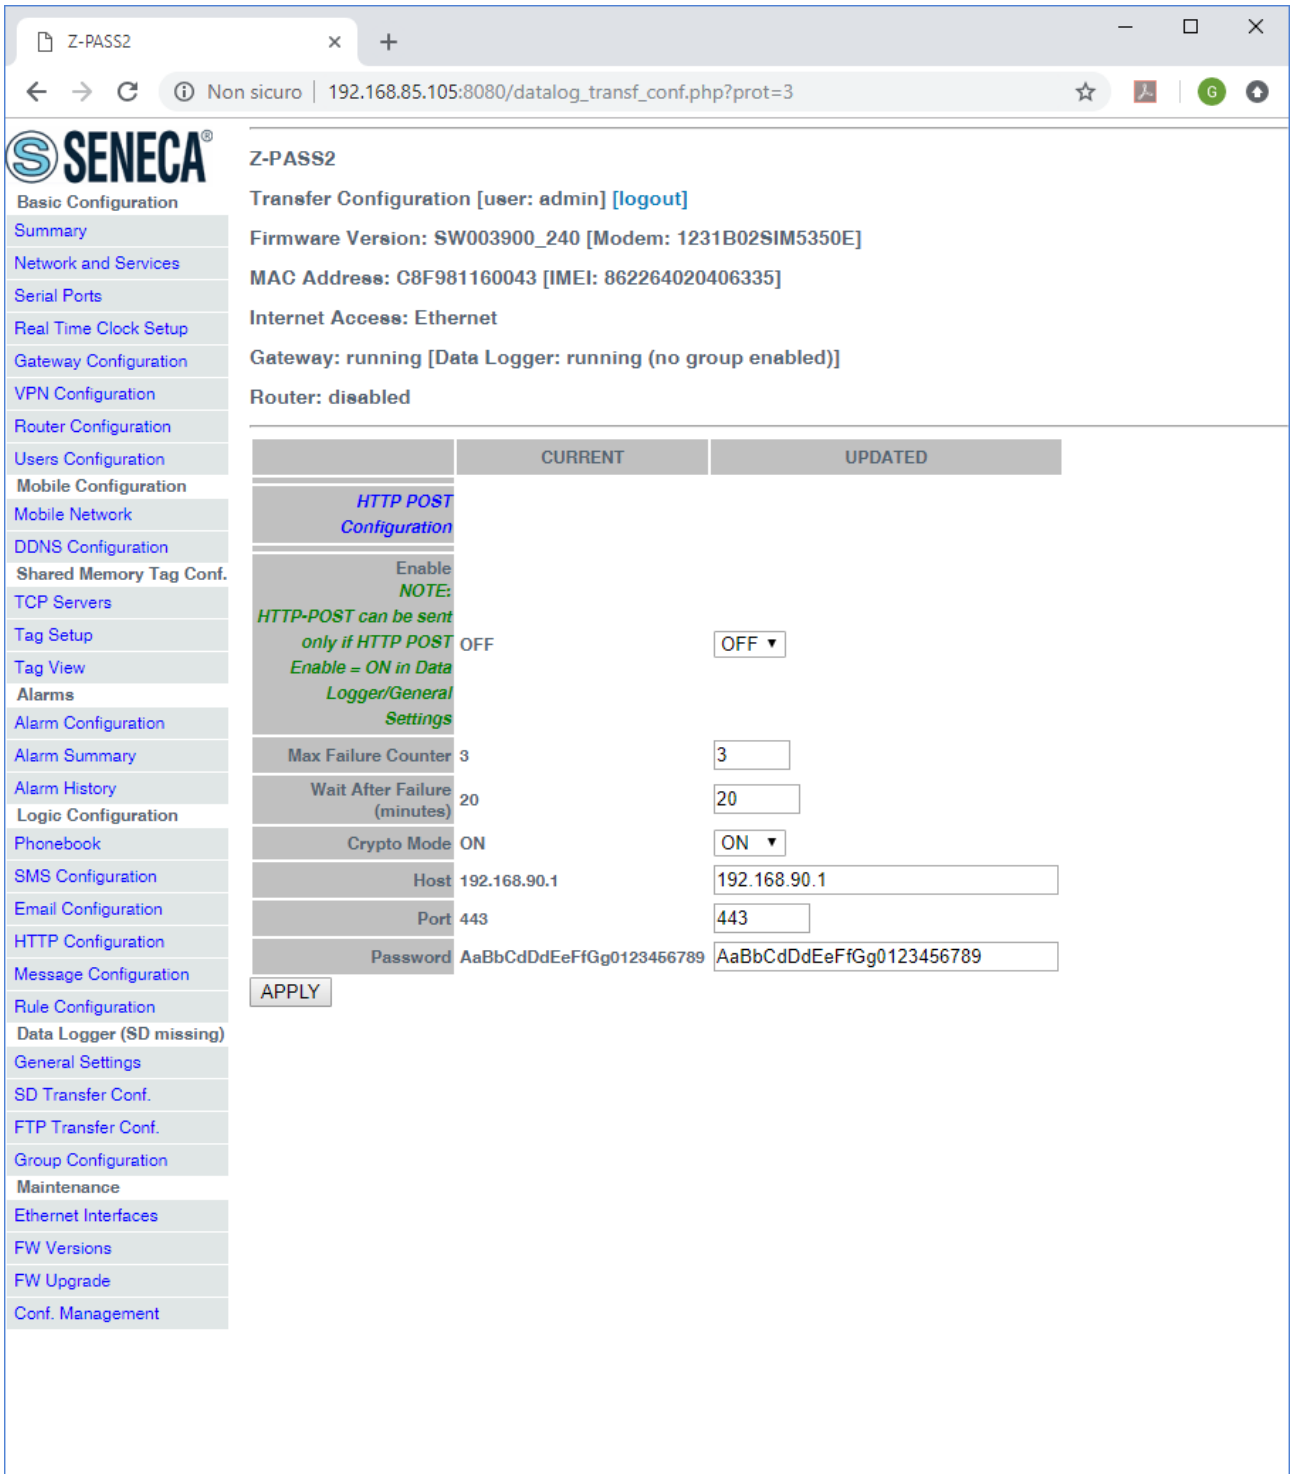 Z-PASS2
Non sicuro | 192.168.85.105:8080/datalog_transf_conf.php?prot=3
G
S SENECA®
Basic Configuration
Summary
Network and Services
Serial Ports
Real Time Clock Setup
Gateway Configuration
VPN Configuration
Router Configuration
Users Configuration
Mobile Configuration
Mobile Network
DDNS Configuration
Shared Memory Tag Conf.
TCP Servers
Tag Setup
Tag View
Alarms
Alarm Configuration
Alarm Summary
Alarm History
Logic Configuration
Phonebook
SMS Configuration
Email Configuration
HTTP Configuration
Message Configuration
Rule Configuration
Data Logger (SD missing)
General Settings
SD Transfer Conf.
FTP Transfer Conf.
Group Configuration
Maintenance
Ethernet Interfaces
FW Versions
FW Upgrade
Conf. Management
Z-PASS2
Transfer Configuration [user: admin] [logout]
Firmware Version: SW003900_240 [Modem: 1231B02SIM5350E]
MAC Address: C8F981160043 [IMEI: 862264020406335]
Internet Access: Ethernet
Gateway: running [Data Logger: running (no group enabled)]
Router: disabled
CURRENT UPDATED
HTTP POST
Configuration
Enable
NOTE:
HTTP-POST can be sent
only if HTTP POST
Enable = ON in Data
Logger/General
Settings
OFF OFF
Max Failure Counter 3 3
Wait After Failure
(minutes) 20 20
Crypto Mode ON ON
Host 192.168.90.1 192.168.90.1
Port 443 443
Password AaBbCdDdEeFfGg0123456789 AaBbCdDdEeFfGg0123456789
APPLY